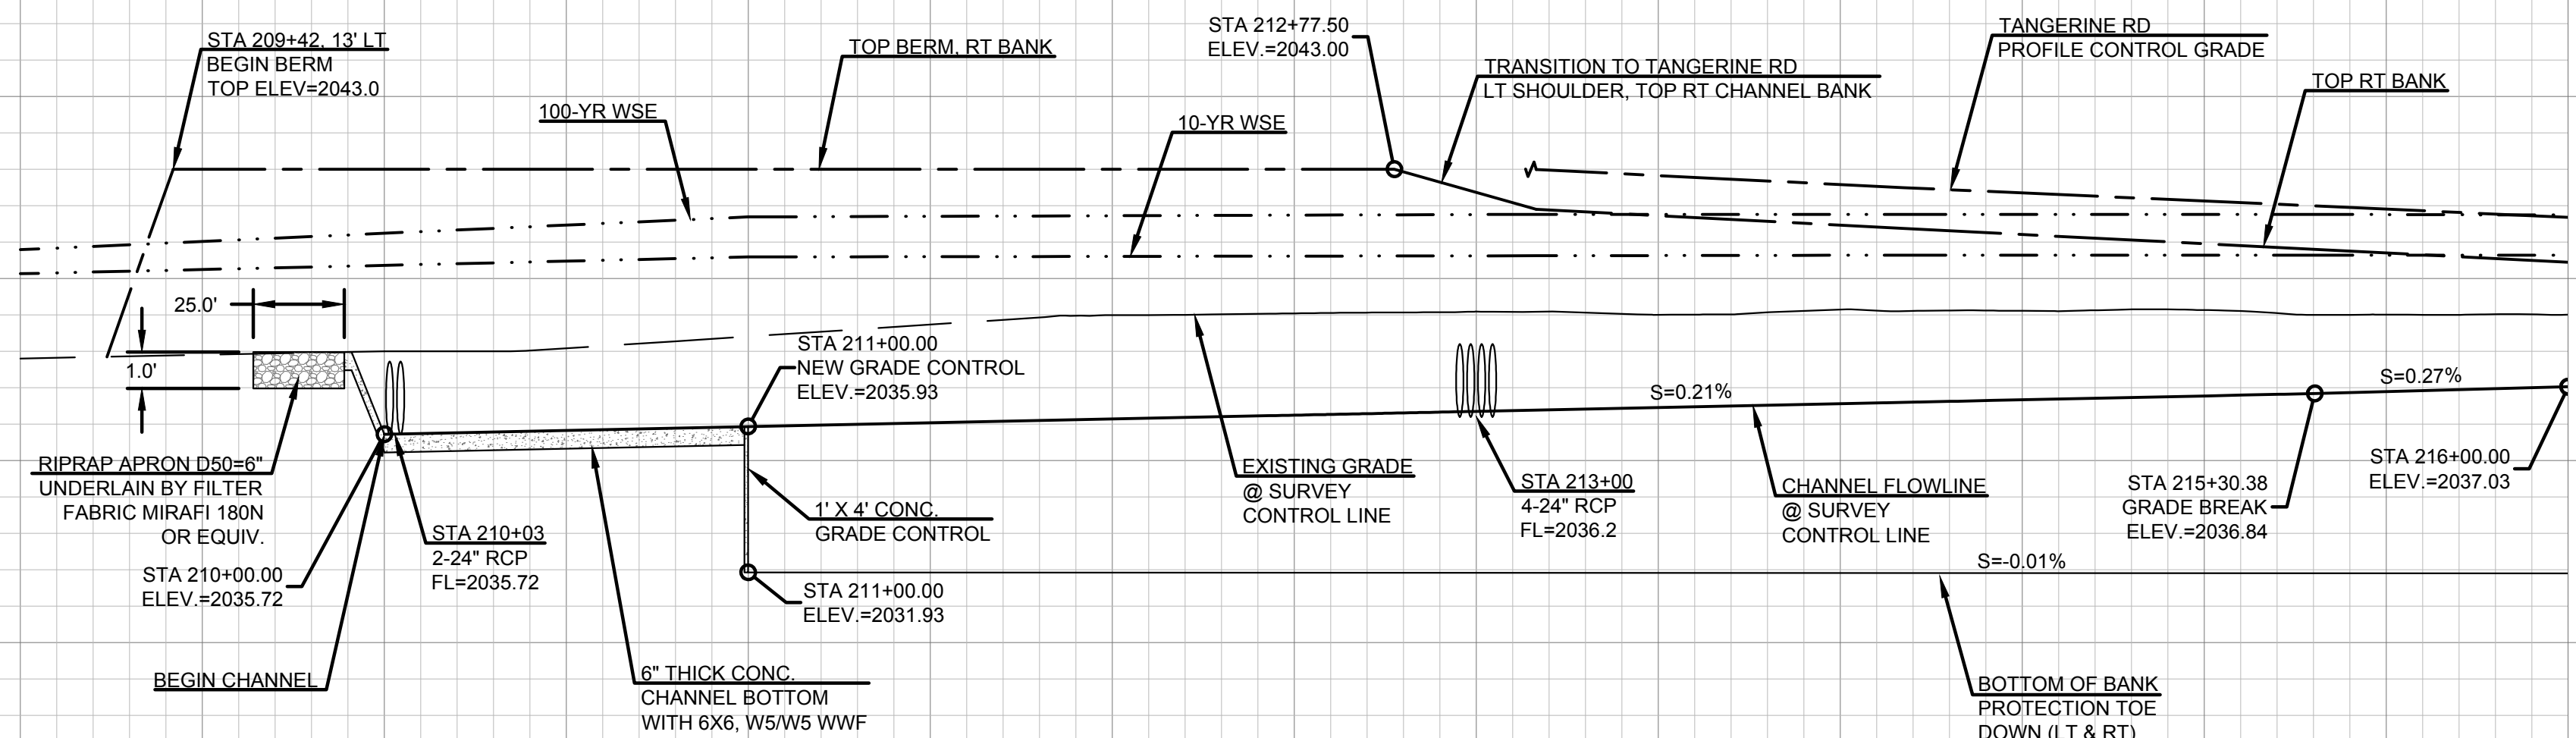 STA 209+42, 13' LT
BEGIN BERM
TOP ELEV=2043.0
100-YR WSE
TOP BERM, RT BANK
10-YR WSE
STA 212+77.50
ELEV.=2043.00
TRANSITION TO TANGERINE RD
LT SHOULDER, TOP RT CHANNEL BANK
TANGERINE RD
PROFILE CONTROL GRADE
TOP RT BANK
25.0'
1.0'
STA 211+00.00
NEW GRADE CONTROL
ELEV.=2035.93
S=0.21%
S=0.27%
RIPRAP APRON D50=6"
UNDERLAIN BY FILTER
FABRIC MIRAFI 180N
OR EQUIV.
STA 210+00.00
ELEV.=2035.72
BEGIN CHANNEL
STA 210+03
2-24" RCP
FL=2035.72
6" THICK CONC.
CHANNEL BOTTOM
WITH 6X6, W5/W5 WWF
1' X 4' CONC.
GRADE CONTROL
STA 211+00.00
ELEV.=2031.93
EXISTING GRADE
@ SURVEY
CONTROL LINE
STA 213+00
4-24" RCP
FL=2036.2
CHANNEL FLOWLINE
@ SURVEY
CONTROL LINE
STA 215+30.38
GRADE BREAK
ELEV.=2036.84
STA 216+00.00
ELEV.=2037.03
S=-0.01%
BOTTOM OF BANK
PROTECTION TOE
DOWN (LT & RT)